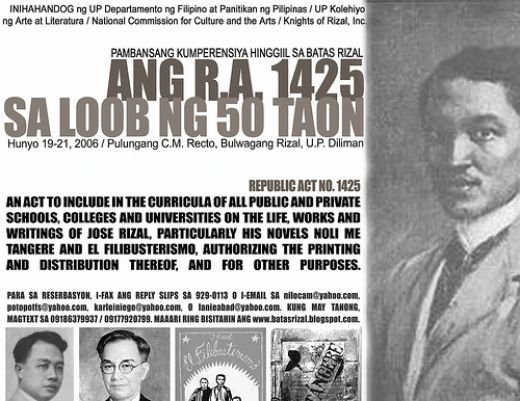 INIHAHANDOG ng UP Departamento ng Filipino at Panitikan ng Pilipinas / UP Kolehiyo
ng Arte at Literatura / National Commission for Culture and the Arts / Knights of Rizal, Inc.
PAMBANSANG KUMPERENSIYA HINGGIIL SA BATAS RIZAL
ANG R.A. 1425
SA LOOB NG 50 TAON
Hunyo 19-21, 2006 / Pulungang C.M. Recto, Bulwagang Rizal, U.P. Diliman
REPUBLIC ACT NO. 1425
AN ACT TO INCLUDE IN THE CURRICULA OF ALL PUBLIC AND PRIVATE
SCHOOLS, COLLEGES AND UNIVERSITIES ON THE LIFE, WORKS AND
WRITINGS OF JOSE RIZAL, PARTICULARLY HIS NOVELS NOLI ME
TANGERE AND EL FILIBUSTERISMO, AUTHORIZING THE PRINTING
AND DISTRIBUTION THEREOF, AND FOR OTHER PURPOSES.
PARA SA RESERBASYON, I-FAX ANG REPLY SLIPS SA 929-0113 O I-EMAIL SA nilocam@yahoo.com,
potopotfs@yahoo.com, karloiniego@yahoo.com, O lanieabad@yahoo.com. KUNG MAY TANONG,
MAGTEXT SA 09186379937 / 09177920799. MAAARI RING BISITAHIN ANG www.batasrizal.blogspot.com.
El Filibusterismo
TANGERE